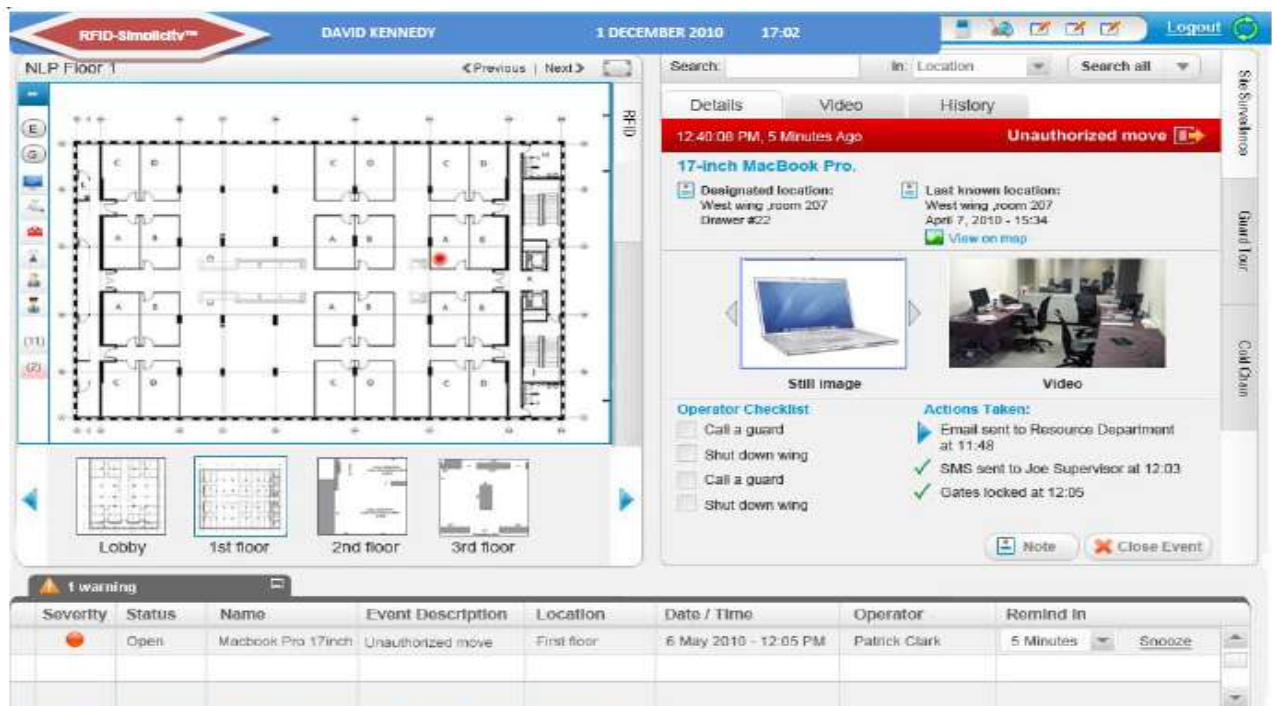 RFID-Simplicity™
DAVID KENNEDY
1 DECEMBER 2010
17:02
Logout
NLP Floor 1
Previous | Next
RFID
E
G
(11)
(2)
C D C D C D
A B A B A B
A B A B A B
C D C D C D
Lobby
1st floor
2nd floor
3rd floor
Search:
In: Location
Search all
Details
Video
History
12:40:08 PM, 5 Minutes Ago
Unauthorized move
17-inch MacBook Pro.
Designated location:
West wing ,room 207
Drawer #22
Last known location:
West wing ,room 207
April 7, 2010 - 15:34
View on map
Still image
Video
Operator Checklist
Call a guard
Shut down wing
Call a guard
Shut down wing
Actions Taken:
Email sent to Resource Department
at 11:48
SMS sent to Joe Supervisor at 12:03
Gates locked at 12:05
Note
Close Event
Site Surveillance
Guard Tour
Cold Chain
1 warning
Severity Status Name Event Description Location Date / Time Operator Remind in
Open Macbook Pro 17inch Unauthorized move First floor 6 May 2010 - 12:05 PM Patrick Clark 5 Minutes Snooze